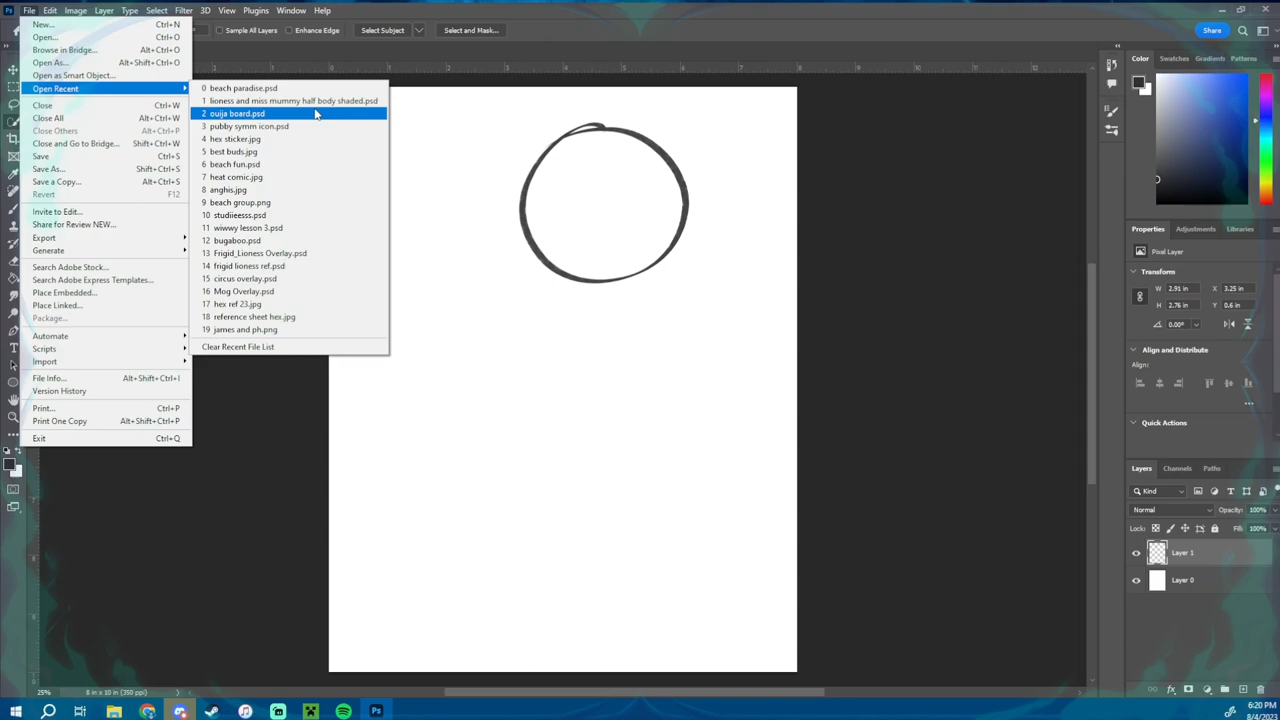 Ps File Edit Image Layer Type Select Filter 3D View Plugins Window Help
Sample All Layers Enhance Edge Select Subject Select and Mask... Share
New... Ctrl+N
Open... Ctrl+O
Browse in Bridge... Alt+Ctrl+O
Open As... Alt+Shift+Ctrl+O
Open as Smart Object...
Open Recent
Close Ctrl+W
Close All Alt+Ctrl+W
Close Others Alt+Ctrl+P
Close and Go to Bridge... Shift+Ctrl+W
Save Ctrl+S
Save As... Shift+Ctrl+S
Save a Copy... Alt+Ctrl+S
Revert F12
Invite to Edit...
Share for Review NEW...
Export
Generate
Search Adobe Stock...
Search Adobe Express Templates...
Place Embedded...
Place Linked...
Package...
Automate
Scripts
Import
File Info... Alt+Shift+Ctrl+I
Version History
Print... Ctrl+P
Print One Copy Alt+Shift+Ctrl+P
Exit Ctrl+Q
0 beach paradise.psd
1 lioness and miss mummy half body shaded.psd
2 ouija board.psd
3 pubby symm icon.psd
4 hex sticker.jpg
5 best buds.jpg
6 beach fun.psd
7 heat comic.jpg
8 anghis.jpg
9 beach group.png
10 studiieesss.psd
11 wiwwy lesson 3.psd
12 bugaboo.psd
13 Frigid_Lioness Overlay.psd
14 frigid lioness ref.psd
15 circus overlay.psd
16 Mog Overlay.psd
17 hex ref 23.jpg
18 reference sheet hex.jpg
19 james and ph.png
Clear Recent File List
Color Swatches Gradients Patterns
Properties Adjustments Libraries
Pixel Layer
Transform
W 2.91 in X 3.25 in
H 2.76 in Y 0.6 in
0.00°
Align and Distribute
Align:
...
Quick Actions
Layers Channels Paths
Kind
Normal Opacity: 100%
Lock: Fill: 100%
Layer 1
Layer 0
25% 8 in x 10 in (350 ppi)
6:20 PM
8/4/2023